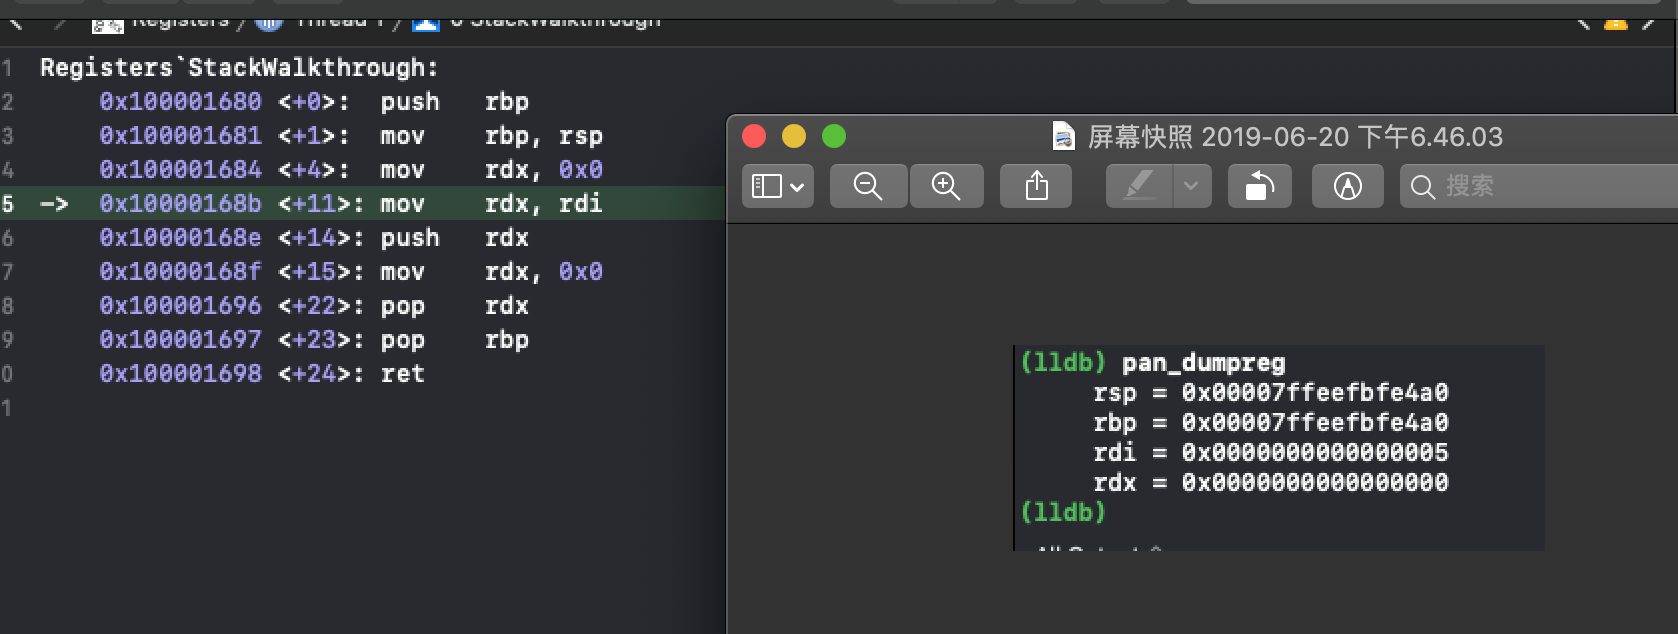 Registers / Thread 1 / 0 StackWalkthrough
1 Registers`StackWalkthrough:
2 0x100001680 <+0>: push rbp
3 0x100001681 <+1>: mov rbp, rsp
4 0x100001684 <+4>: mov rdx, 0x0
5 -> 0x10000168b <+11>: mov rdx, rdi
6 0x10000168e <+14>: push rdx
7 0x10000168f <+15>: mov rdx, 0x0
8 0x100001696 <+22>: pop rdx
9 0x100001697 <+23>: pop rbp
0 0x100001698 <+24>: ret
1
屏幕快照 2019-06-20 下午6.46.03
搜索
(lldb) pan_dumpreg
rsp = 0x00007ffeefbfe4a0
rbp = 0x00007ffeefbfe4a0
rdi = 0x0000000000000005
rdx = 0x0000000000000000
(lldb)